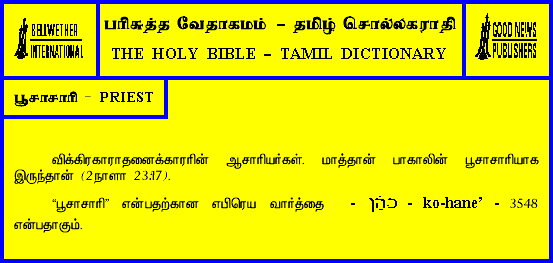 BELLWETHER
INTERNATIONAL
பரிசுத்த வேதாகமம் – தமிழ் சொல்லகராதி
THE HOLY BIBLE – TAMIL DICTIONARY
GOOD NEWS
PUBLISHERS
பூசாசாரி – PRIEST
விக்கிரகாராதனைக்காரரின் ஆசாரியர்கள். மாத்தான் பாகாலின் பூசாசாரியாக
இருந்தான் (2நாளா 23:17).
“பூசாசாரி” என்பதற்கான எபிரெய வார்த்தை - כֹּהֵן - ko-hane’ - 3548
என்பதாகும்.